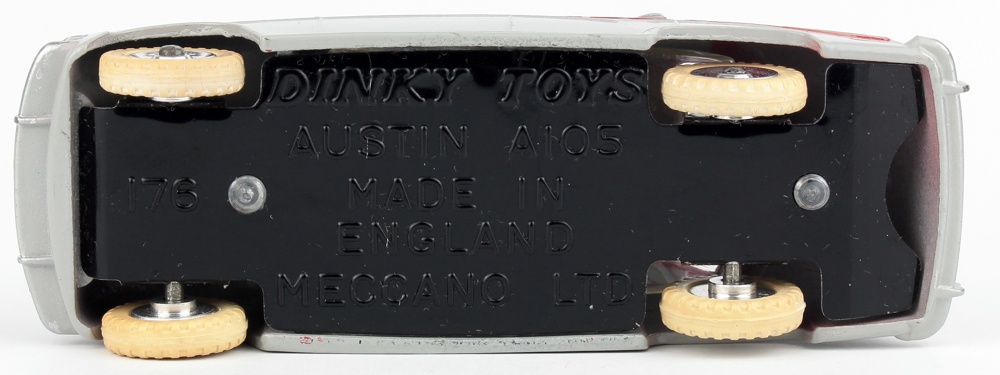 DINKY TOYS
AUSTIN A105
176
MADE IN
ENGLAND
MECCANO LTD